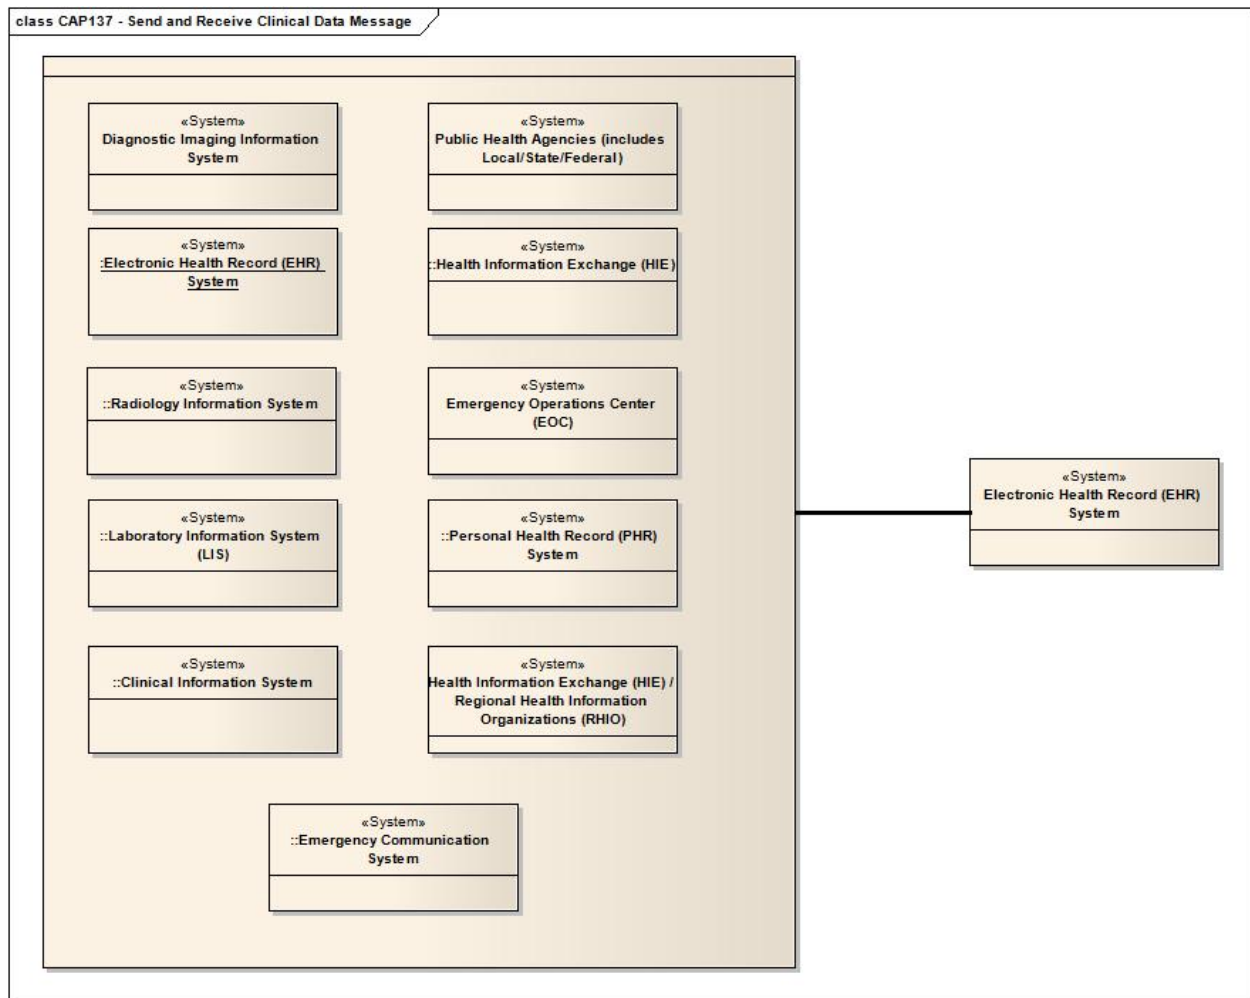 class CAP137 - Send and Receive Clinical Data Message
«System»
Diagnostic Imaging Information
System
«System»
Public Health Agencies (includes
Local/State/Federal)
«System»
:Electronic Health Record (EHR)
System
«System»
::Health Information Exchange (HIE)
«System»
::Radiology Information System
«System»
Emergency Operations Center
(EOC)
«System»
::Laboratory Information System
(LIS)
«System»
::Personal Health Record (PHR)
System
«System»
::Clinical Information System
«System»
Health Information Exchange (HIE) /
Regional Health Information
Organizations (RHIO)
«System»
::Emergency Communication
System
«System»
Electronic Health Record (EHR)
System